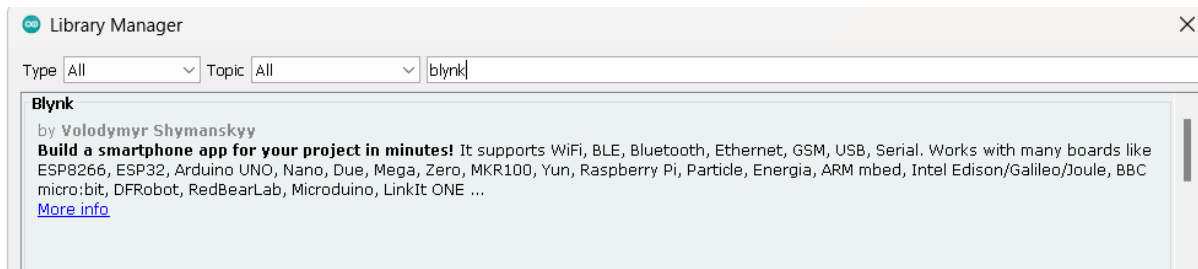 Library Manager
Type All Topic All blynk
Blynk
by Volodymyr Shymanskyy
Build a smartphone app for your project in minutes! It supports WiFi, BLE, Bluetooth, Ethernet, GSM, USB, Serial. Works with many boards like
ESP8266, ESP32, Arduino UNO, Nano, Due, Mega, Zero, MKR100, Yun, Raspberry Pi, Particle, Energia, ARM mbed, Intel Edison/Galileo/Joule, BBC
micro:bit, DFRobot, RedBearLab, Microduino, LinkIt ONE ...
More info